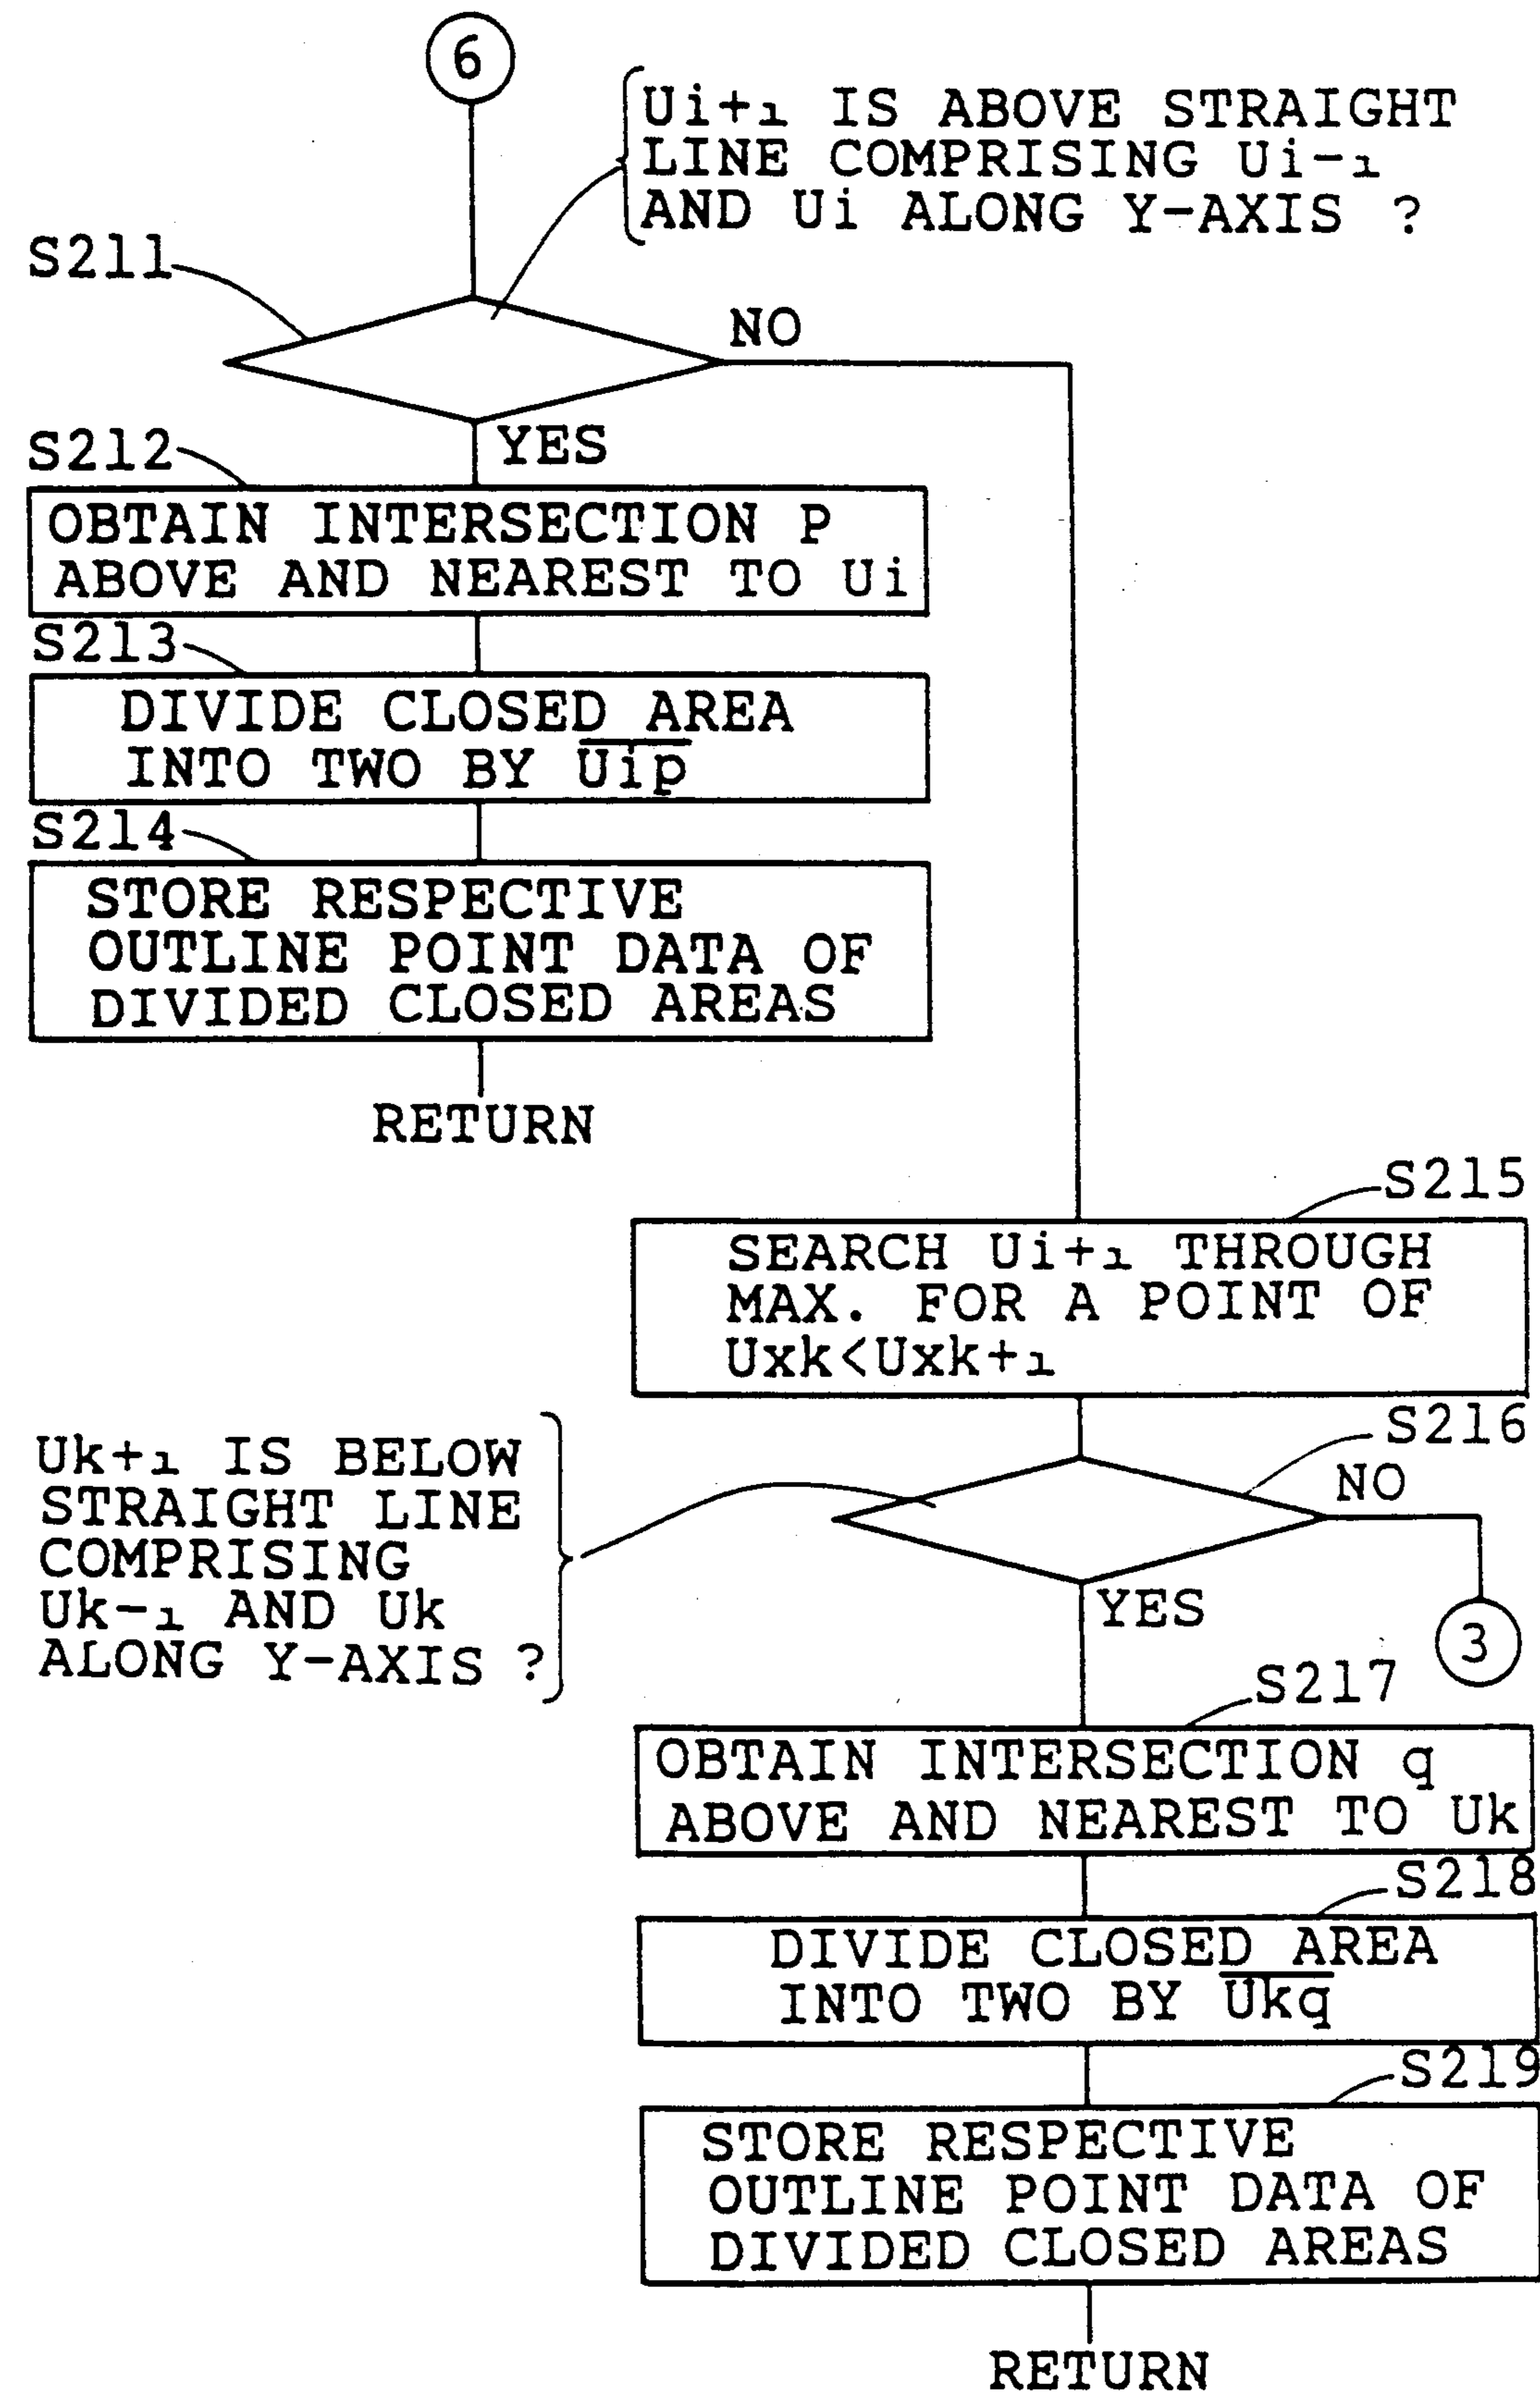 6
Ui+1 IS ABOVE STRAIGHT
LINE COMPRISING Ui-1
AND Ui ALONG Y-AXIS ?
S211
NO
YES
S212
OBTAIN INTERSECTION P
ABOVE AND NEAREST TO Ui
S213
DIVIDE CLOSED AREA
INTO TWO BY U̅i̅p̅
S214
STORE RESPECTIVE
OUTLINE POINT DATA OF
DIVIDED CLOSED AREAS
RETURN
S215
SEARCH Ui+1 THROUGH
MAX. FOR A POINT OF
Uxk<Uxk+1
S216
Uk+1 IS BELOW
STRAIGHT LINE
COMPRISING
Uk-1 AND Uk
ALONG Y-AXIS ?
NO
YES
3
S217
OBTAIN INTERSECTION q
ABOVE AND NEAREST TO Uk
S218
DIVIDE CLOSED AREA
INTO TWO BY U̅k̅q̅
S219
STORE RESPECTIVE
OUTLINE POINT DATA OF
DIVIDED CLOSED AREAS
RETURN